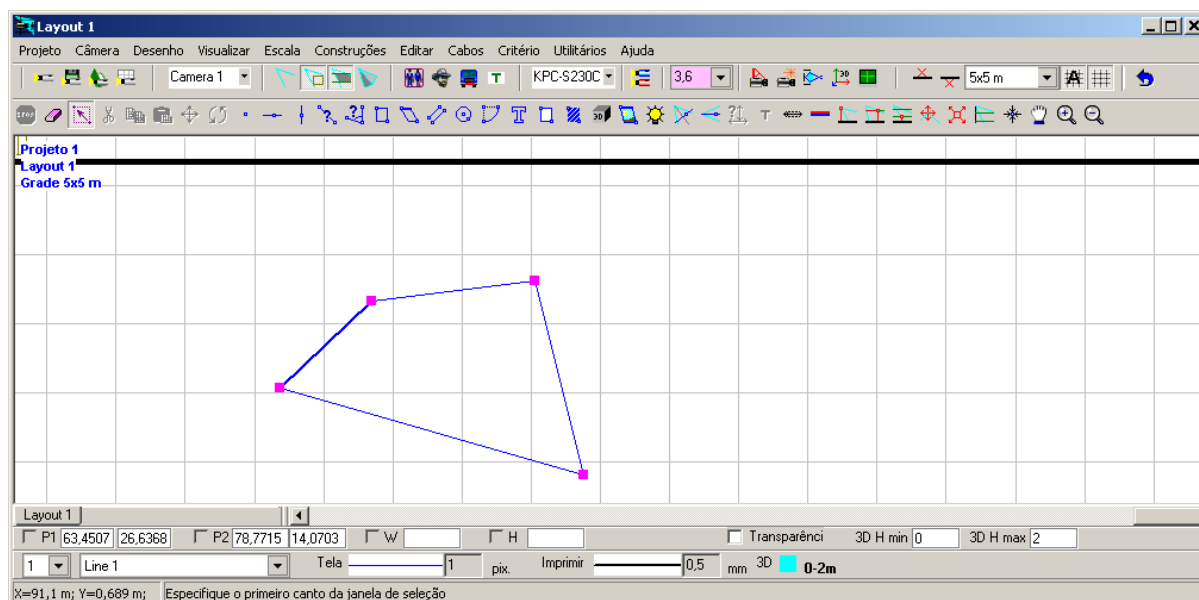 Layout 1
Projeto Câmera Desenho Visualizar Escala Construções Editar Cabos Critério Utilitários Ajuda
Camera 1 T KPC-S230C 3,6 5x5 m A
STOP T 3D T
Projeto 1
Layout 1
Grade 5x5 m
Layout 1
P1 63,4507 26,6368 P2 78,7715 14,0703 W H Transparênci 3D H min 0 3D H max 2
1 Line 1 Tela 1 pix. Imprimir 0,5 mm 3D 0-2m
X=91,1 m; Y=0,689 m; Especifique o primeiro canto da janela de seleção